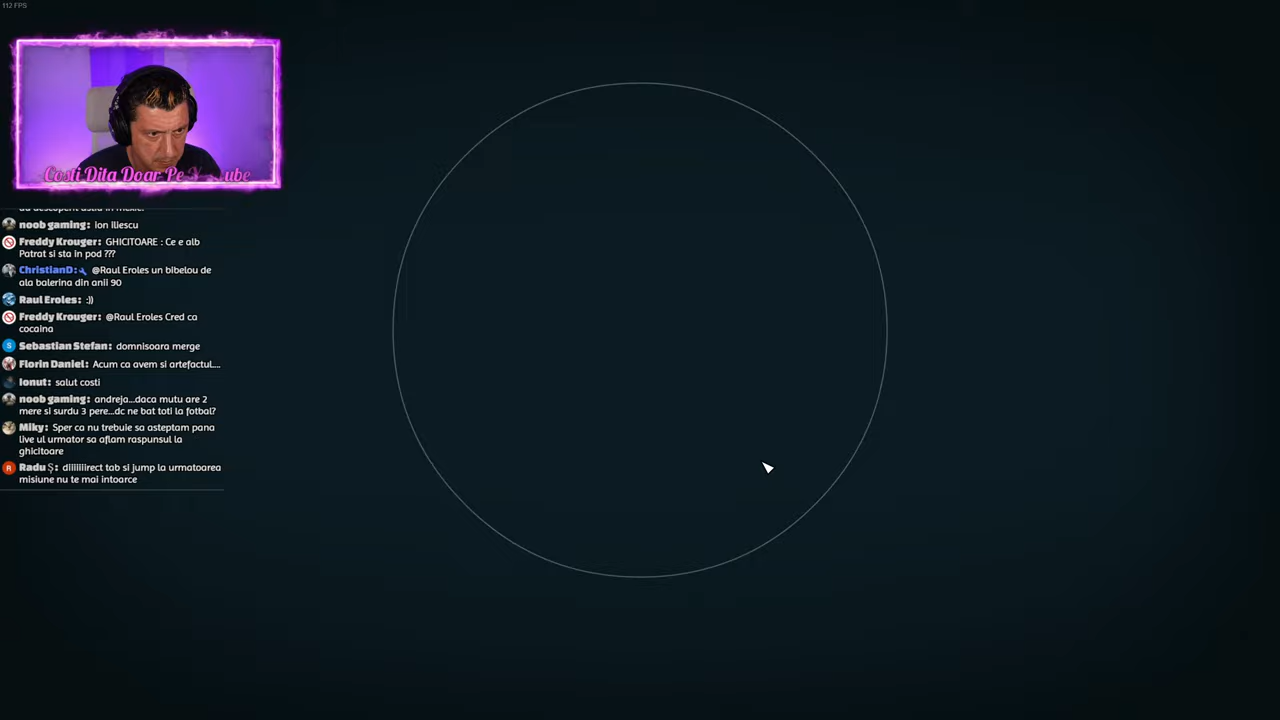 112 FPS
Costi Dita Doar Pe
ube
noob gaming: Ion Iliescu
Freddy Krouger: GHICITOARE : Ce e alb
Patrat si sta in pod ???
ChristianD: @Raul Eroles un bibelou de
ala balerina din anii 90
Raul Eroles: :))
Freddy Krouger: @Raul Eroles Cred ca
cocaina
Sebastian Stefan: domnisoara merge
Florin Daniel: Acum ca avem si artefactul....
Ionut: salut costi
noob gaming: andreja...daca mutu are 2
mere si surdu 3 pere...dc ne bat toti la fotbal?
Miky: Sper ca nu trebuie sa asteptam pana
live ul urmator sa aflam raspunsul la
ghicitoare
R Radu Ș: diiiiiiirect tab si jump la urmatoarea
misiune nu te mai intoarce